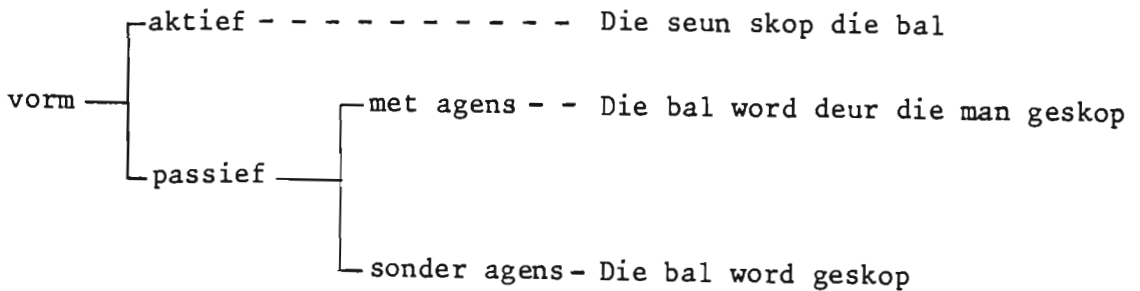 aktief - - - - - - - - - - - Die seun skop die bal
vorm
met agens - - Die bal word deur die man geskop
passief
sonder agens - Die bal word geskop